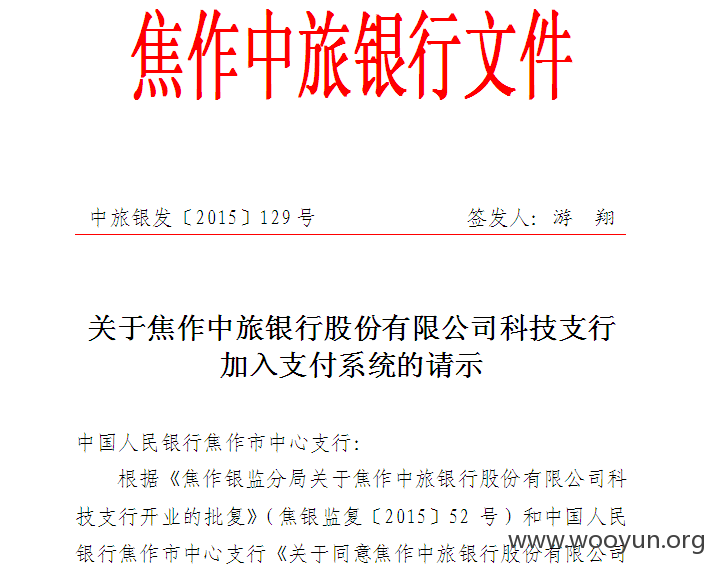 焦作中旅银行文件
中旅银发〔2015〕129号 签发人：游 翔
关于焦作中旅银行股份有限公司科技支行
加入支付系统的请示
中国人民银行焦作市中心支行：
根据《焦作银监分局关于焦作中旅银行股份有限公司科
技支行开业的批复》（焦银监复〔2015〕52 号）和中国人民
银行焦作市中心支行《关于同意焦作中旅银行股份有限公司
www.wooyun.org